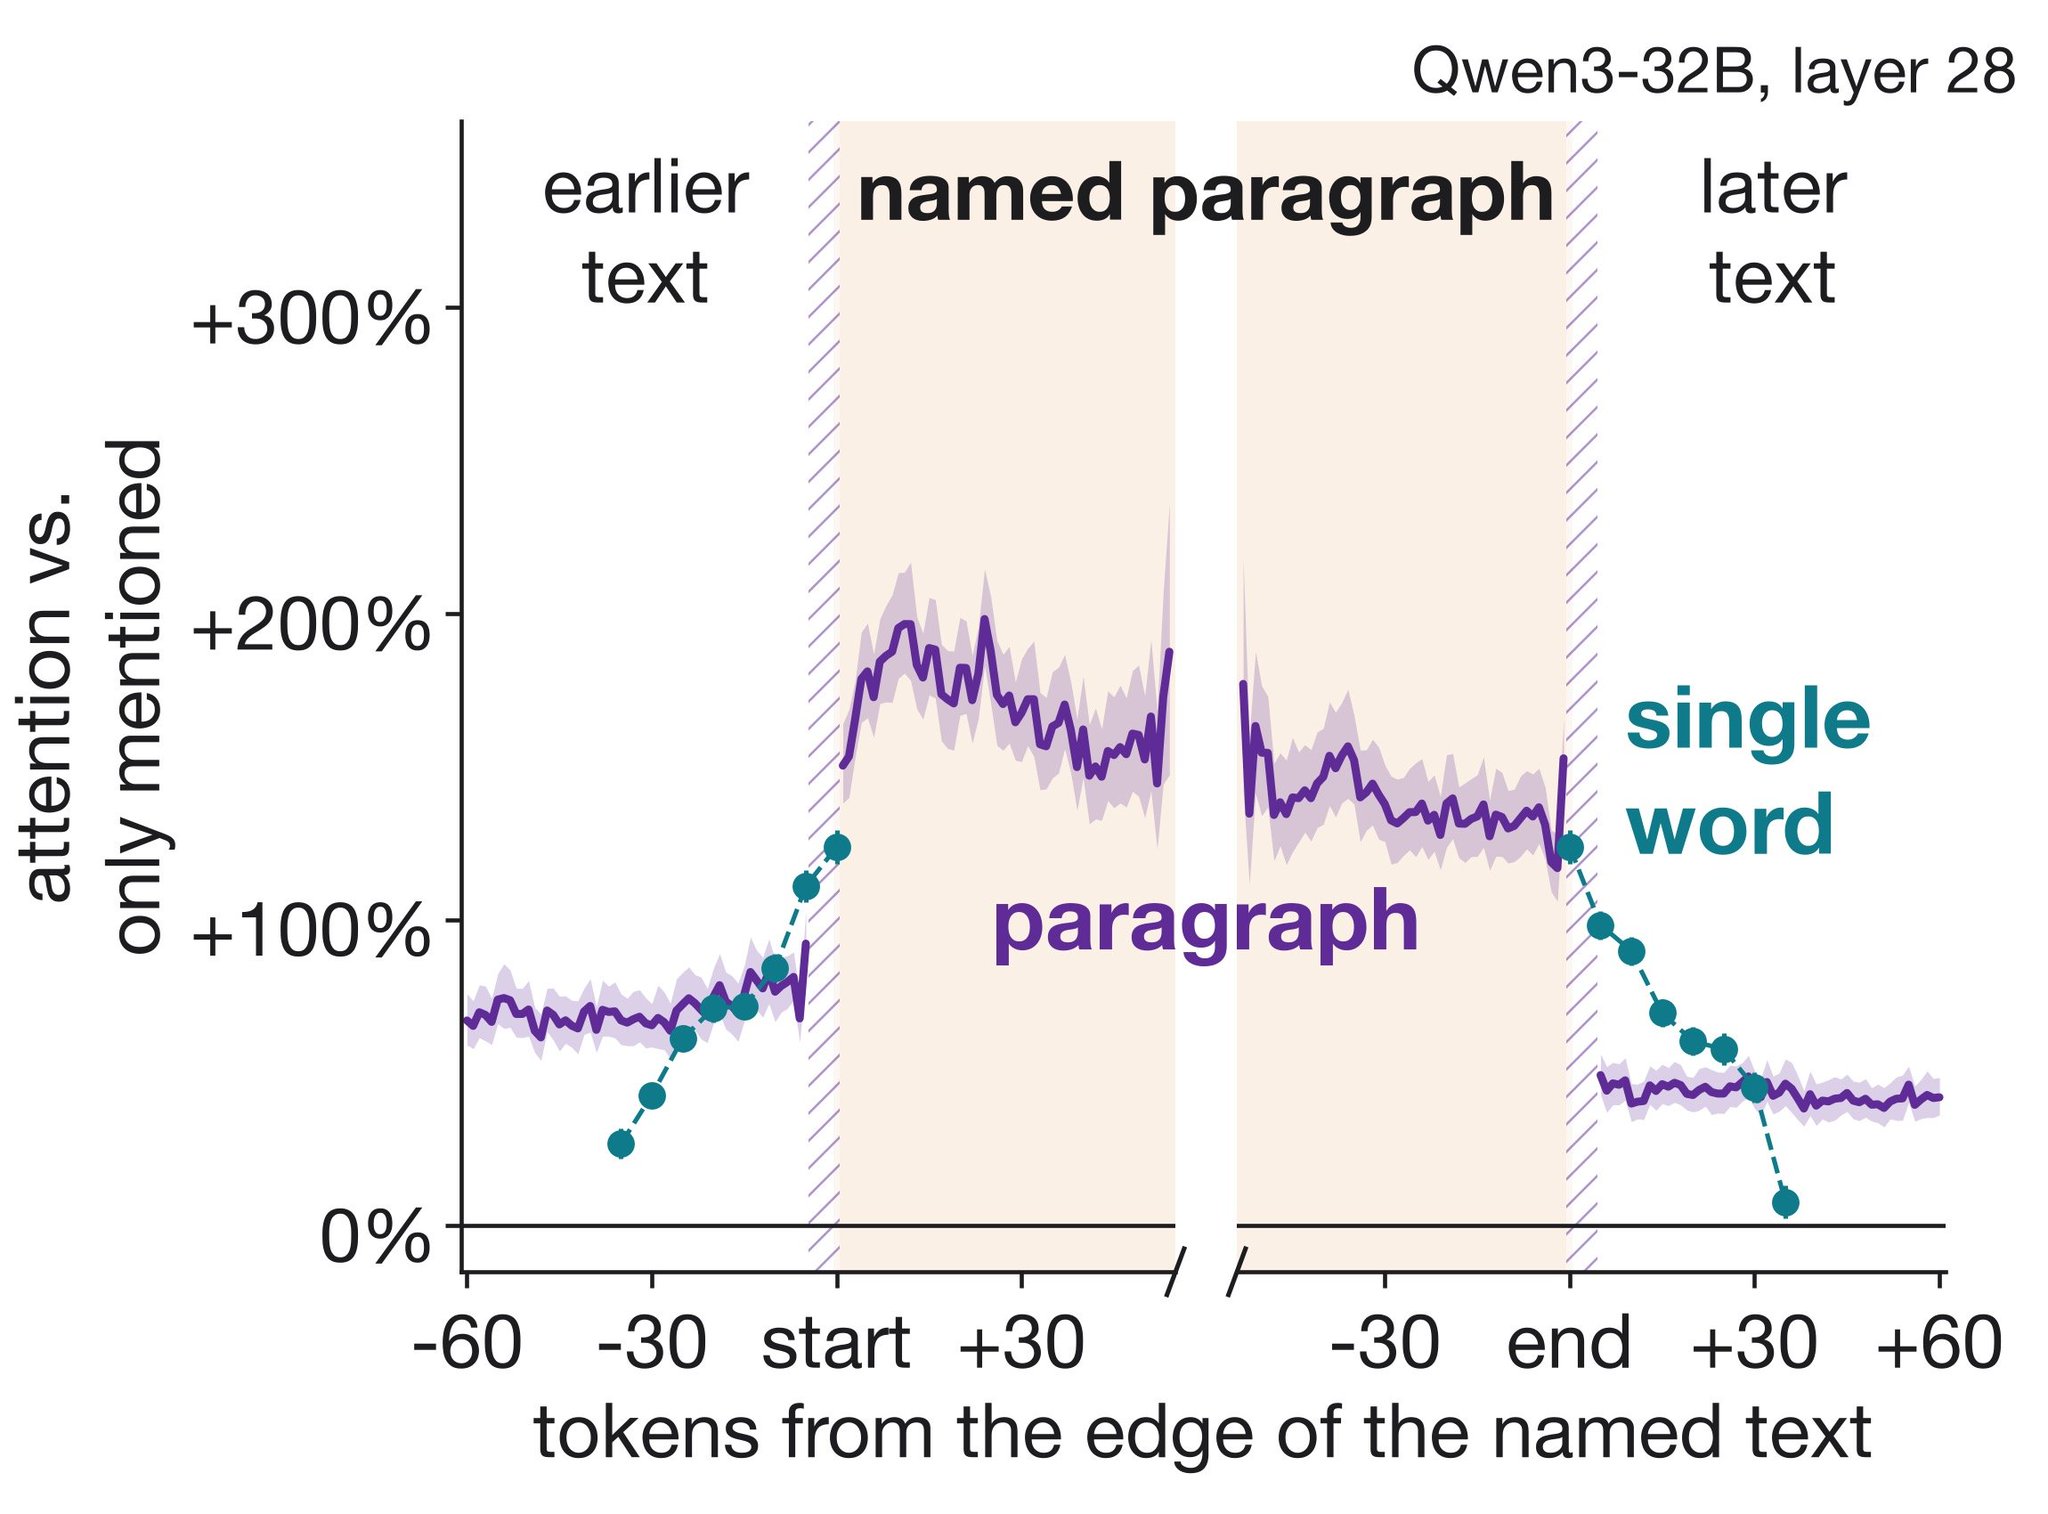 Qwen3-32B, layer 28
earlier
text
named paragraph
later
text
attention vs.
only mentioned
+300%
+200%
+100%
0%
single
word
paragraph
-60
-30
start
+30
-30
end
+30
+60
tokens from the edge of the named text